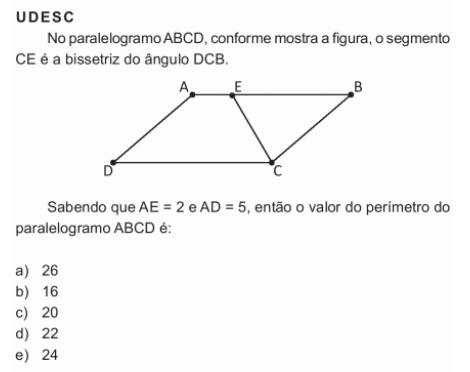 UDESC
No paralelogramo ABCD, conforme mostra a figura, o segmento
CE é a bissetriz do ângulo DCB.
A E B
D C
Sabendo que AE = 2 e AD = 5, então o valor do perímetro do
paralelogramo ABCD é:
a) 26
b) 16
c) 20
d) 22
e) 24